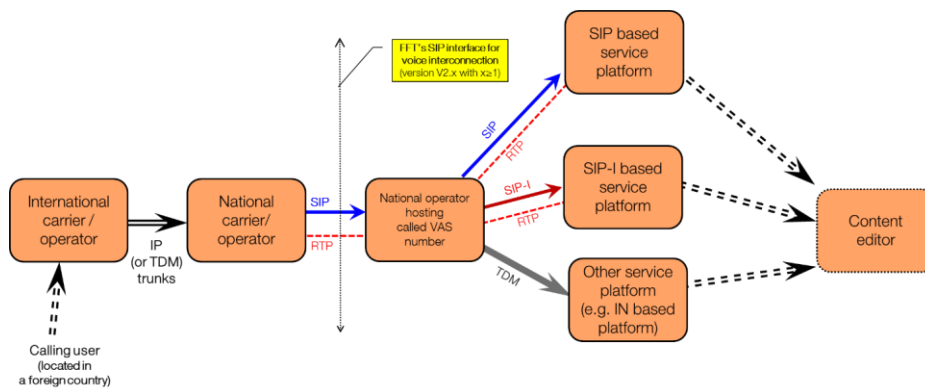 FFT's SIP interface for
voice interconnection
(version V2.x with x≥1)
SIP based
service
platform
SIP
RTP
International
carrier /
operator
IP
(or TDM)
trunks
National
carrier/
operator
SIP
RTP
National operator
hosting
called VAS
number
SIP-I
RTP
SIP-I based
service
platform
TDM
Other service
platform
(e.g. IN based
platform)
Content
editor
Calling user
(located in
a foreign country)